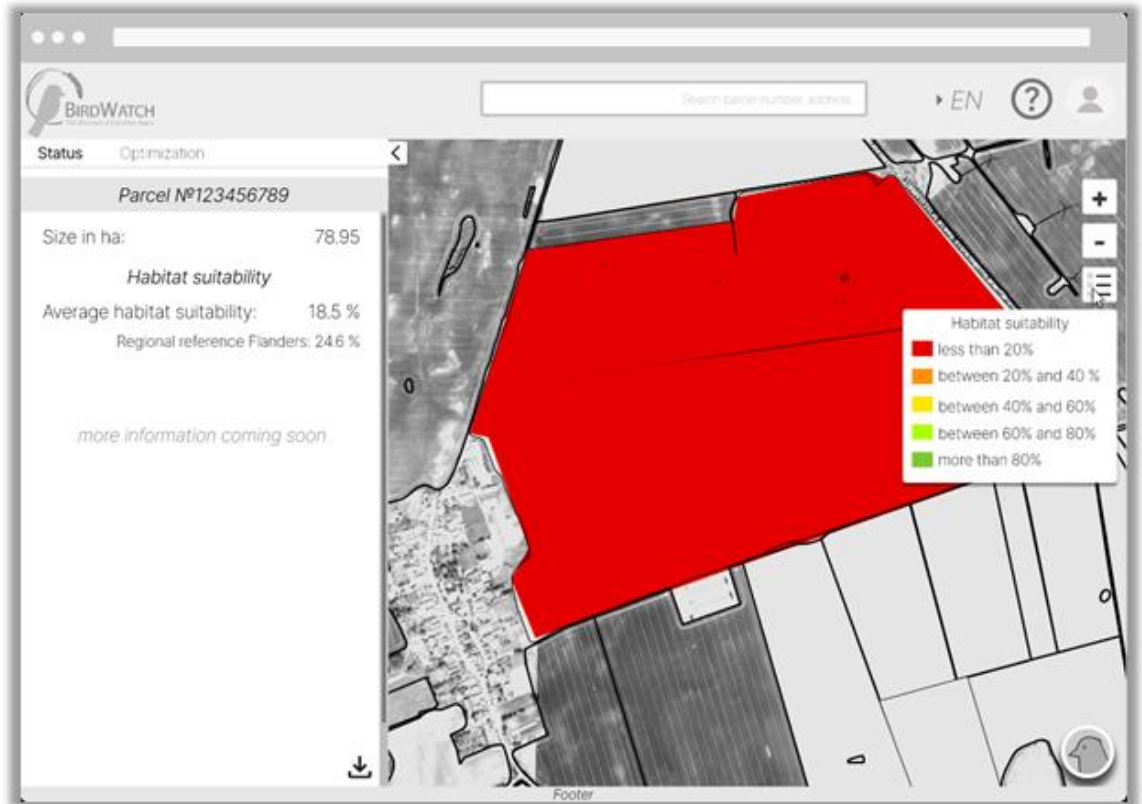 BIRDWATCH
Search parcel number, address
EN
?
Status Optimization
<
Parcel №123456789
Size in ha: 78,95
Habitat suitability
Average habitat suitability: 18.5 %
Regional reference Flanders: 24.6 %
more information coming soon
+
-
Habitat suitability
less than 20%
between 20% and 40 %
between 40% and 60%
between 60% and 80%
more than 80%
Footer